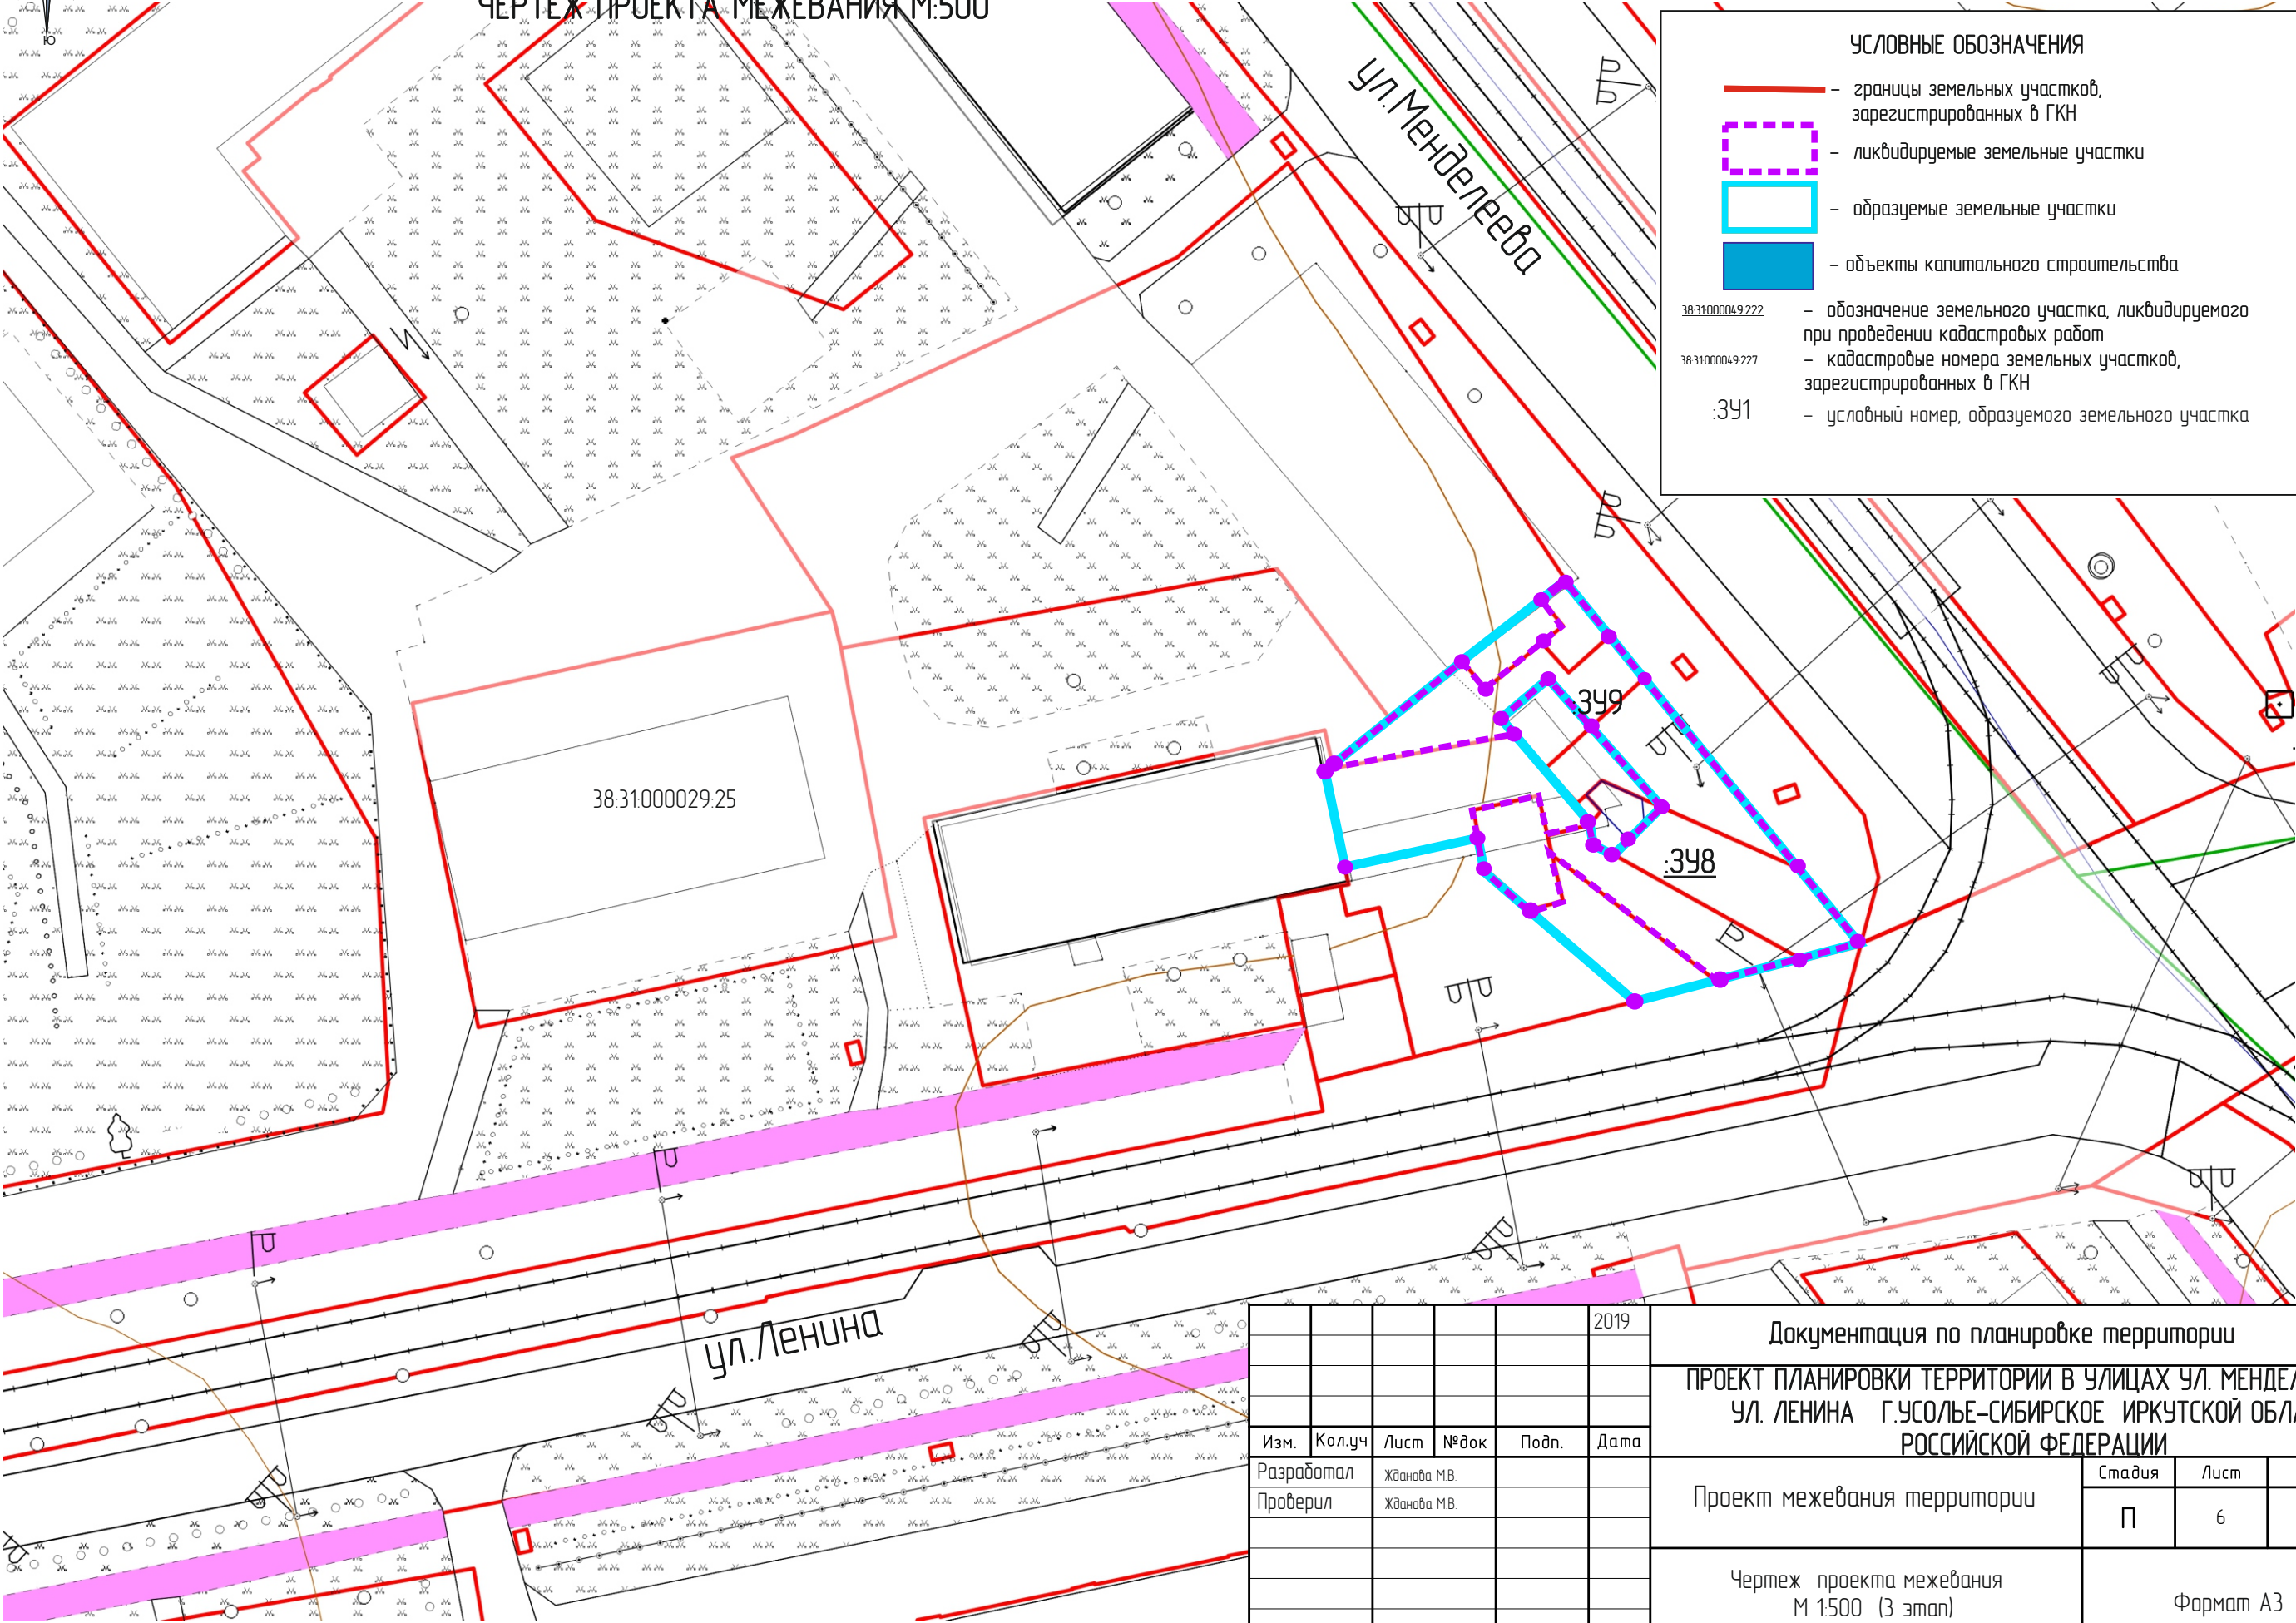 ЧЕРТЕЖ ПРОЕКТА МЕЖЕВАНИЯ М:500
Ю
УСЛОВНЫЕ ОБОЗНАЧЕНИЯ
– границы земельных участков,
зарегистрированных в ГКН
– ликвидируемые земельные участки
– образуемые земельные участки
– объекты капитального строительства
38:31:000049:222 – обозначение земельного участка, ликвидируемого
при проведении кадастровых работ
38:31:000049:227 – кадастровые номера земельных участков,
зарегистрированных в ГКН
:ЗУ1 – условный номер, образуемого земельного участка
ул.Менделеева
И
:ЗУ9
38:31:000029:25
:ЗУ8
ул.Ленина
2019
Документация по планировке территории
ПРОЕКТ ПЛАНИРОВКИ ТЕРРИТОРИИ В УЛИЦАХ УЛ. МЕНДЕЛ
УЛ. ЛЕНИНА Г.УСОЛЬЕ-СИБИРСКОЕ ИРКУТСКОЙ ОБЛ
РОССИЙСКОЙ ФЕДЕРАЦИИ
Изм. Кол.уч Лист №док Подп. Дата
Разработал Жданова М.В.
Проверил Жданова М.В.
Проект межевания территории
Стадия Лист
П 6
Чертеж проекта межевания
М 1:500 (3 этап)
Формат А3